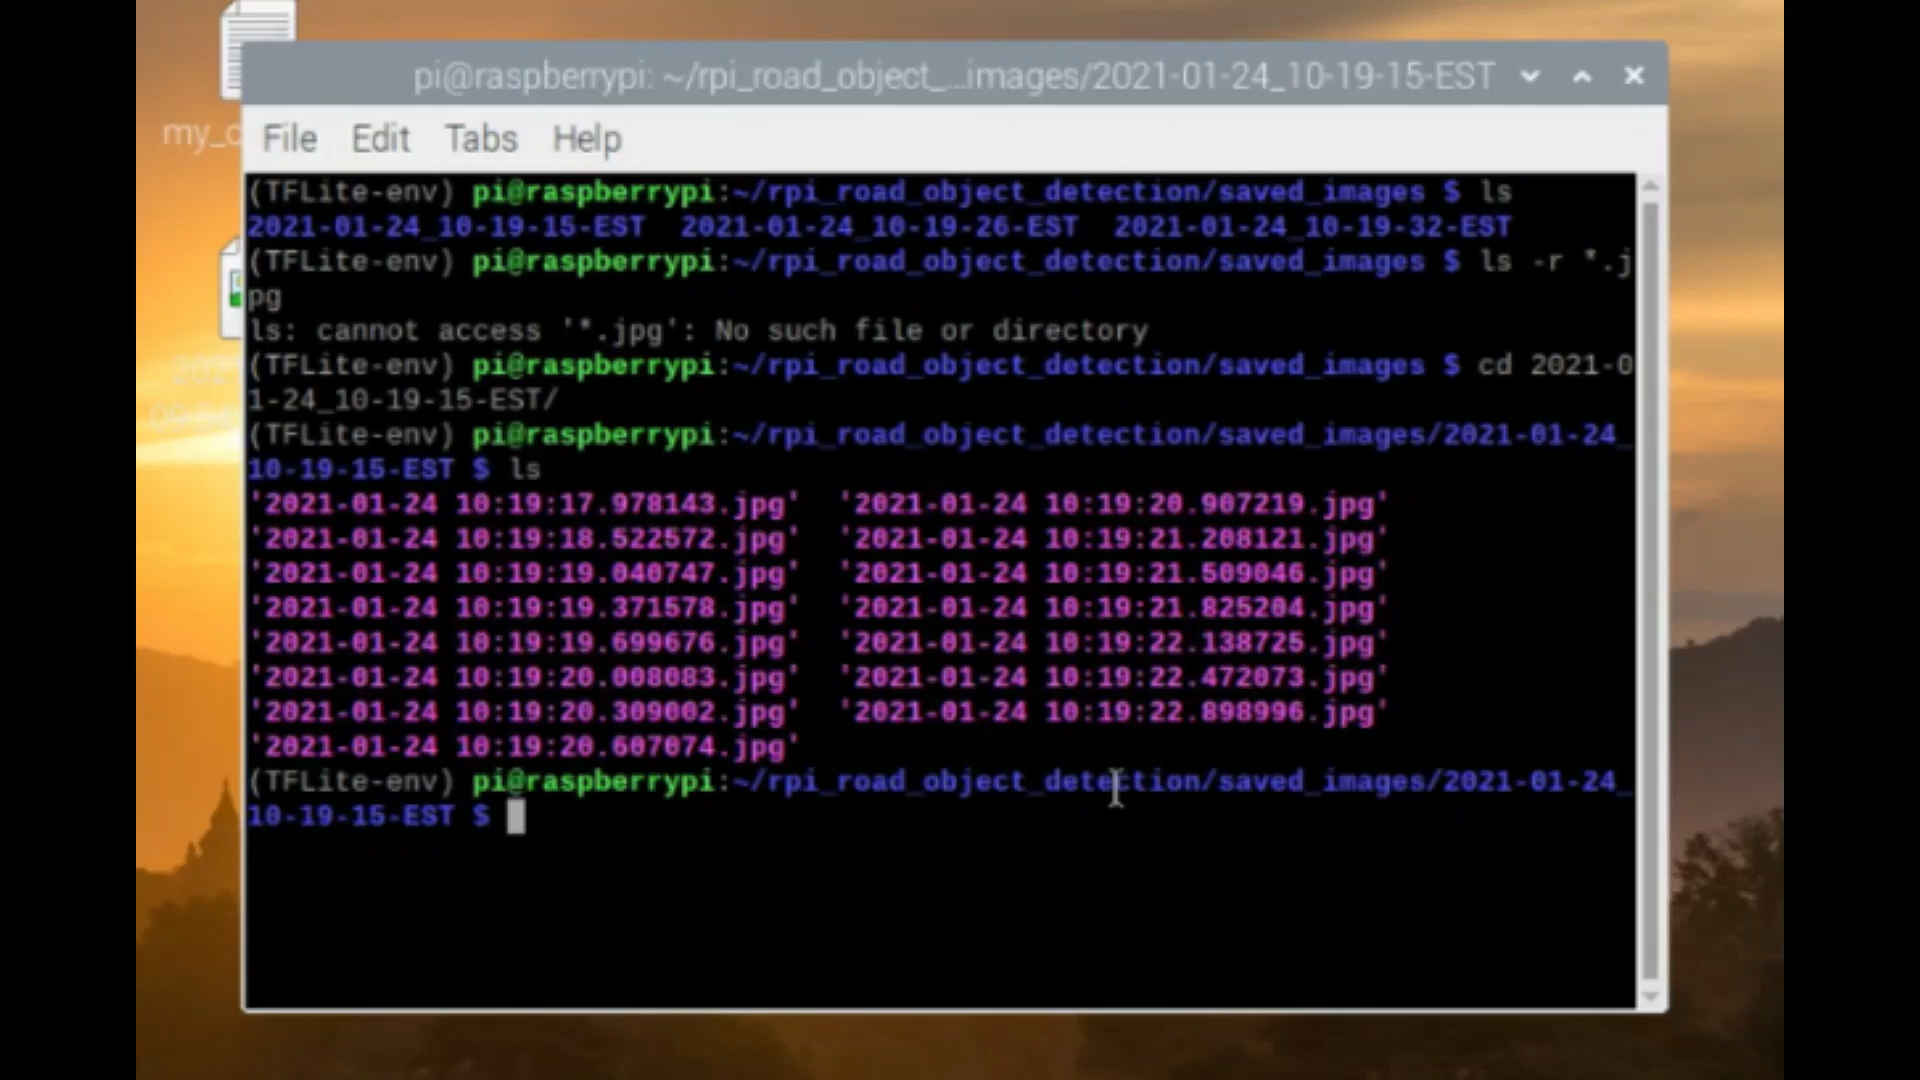 my_
pi@raspberrypi: ~/rpi_road_object_...images/2021-01-24_10-19-15-EST
File Edit Tabs Help
(TFLite-env) pi@raspberrypi:~/rpi_road_object_detection/saved_images $ ls
2021-01-24_10-19-15-EST 2021-01-24_10-19-26-EST 2021-01-24_10-19-32-EST
(TFLite-env) pi@raspberrypi:~/rpi_road_object_detection/saved_images $ ls -r *.j
pg
ls: cannot access '*.jpg': No such file or directory
(TFLite-env) pi@raspberrypi:~/rpi_road_object_detection/saved_images $ cd 2021-0
1-24_10-19-15-EST/
(TFLite-env) pi@raspberrypi:~/rpi_road_object_detection/saved_images/2021-01-24_
10-19-15-EST $ ls
'2021-01-24 10:19:17.978143.jpg' '2021-01-24 10:19:20.907219.jpg'
'2021-01-24 10:19:18.522572.jpg' '2021-01-24 10:19:21.208121.jpg'
'2021-01-24 10:19:19.040747.jpg' '2021-01-24 10:19:21.509046.jpg'
'2021-01-24 10:19:19.371578.jpg' '2021-01-24 10:19:21.825204.jpg'
'2021-01-24 10:19:19.699676.jpg' '2021-01-24 10:19:22.138725.jpg'
'2021-01-24 10:19:20.008083.jpg' '2021-01-24 10:19:22.472073.jpg'
'2021-01-24 10:19:20.309002.jpg' '2021-01-24 10:19:22.898996.jpg'
'2021-01-24 10:19:20.607074.jpg'
(TFLite-env) pi@raspberrypi:~/rpi_road_object_detection/saved_images/2021-01-24_
10-19-15-EST $